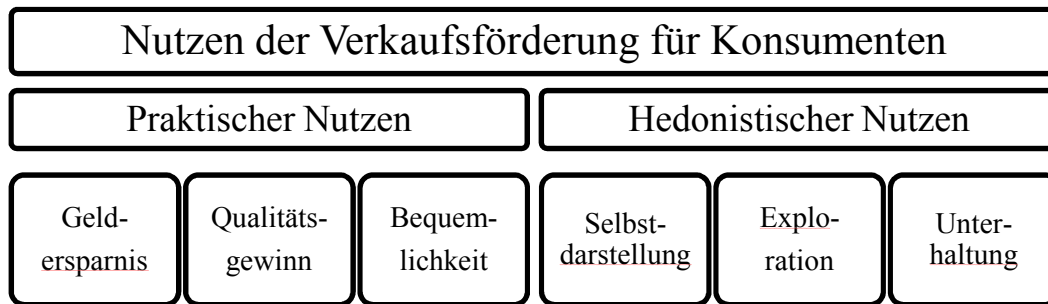 Nutzen der Verkaufsförderung für Konsumenten
Praktischer Nutzen
Hedonistischer Nutzen
Geld-
ersparnis
Qualitäts-
gewinn
Bequem-
lichkeit
Selbst-
darstellung
Explo-
ration
Unter-
haltung